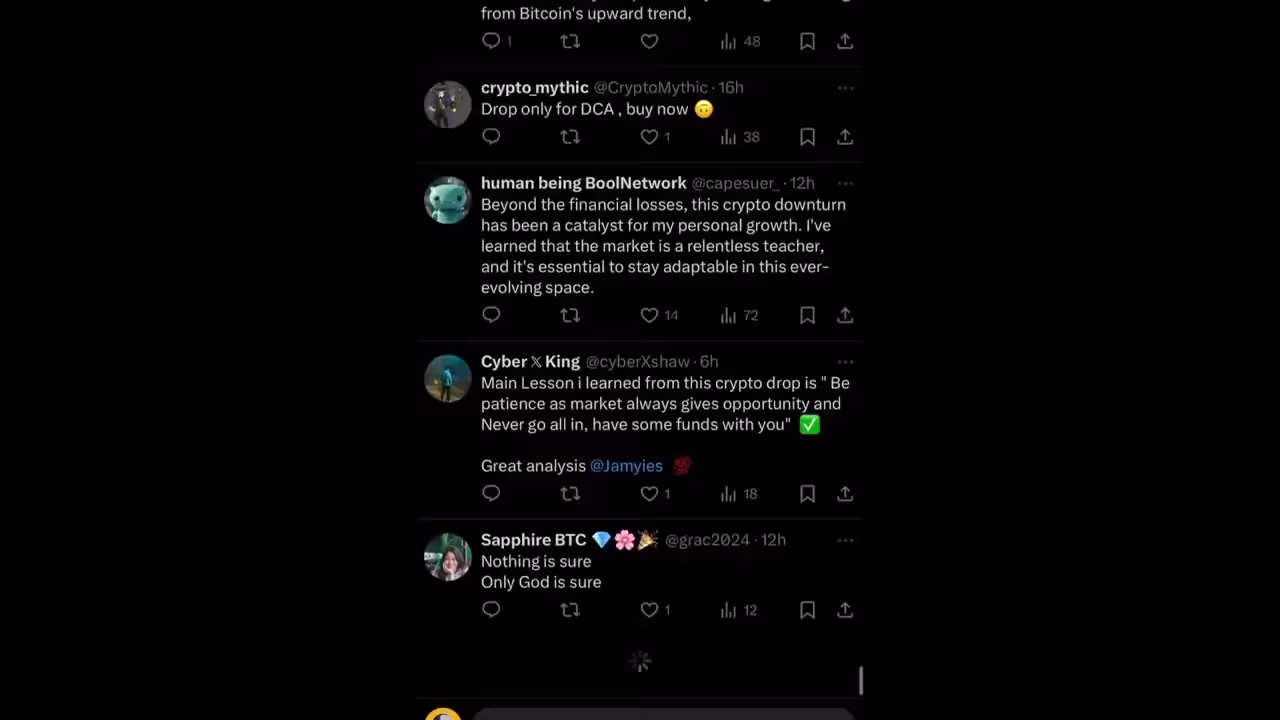 from Bitcoin's upward trend,
1 48
crypto_mythic @CryptoMythic · 16h
Drop only for DCA , buy now 🙃
1 38
human being BoolNetwork @capesuer_ · 12h
Beyond the financial losses, this crypto downturn
has been a catalyst for my personal growth. I've
learned that the market is a relentless teacher,
and it's essential to stay adaptable in this ever-
evolving space.
14 72
Cyber 𝕏 King @cyberXshaw · 6h
Main Lesson i learned from this crypto drop is " Be
patience as market always gives opportunity and
Never go all in, have some funds with you" ✅
Great analysis @Jamyies 💯
1 18
Sapphire BTC 💎🌸🎉 @grac2024 · 12h
Nothing is sure
Only God is sure
1 12